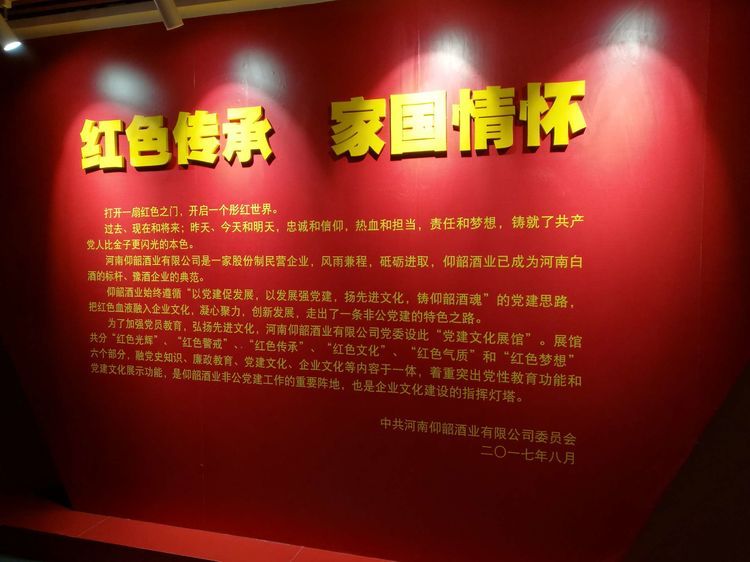 红色传承 家国情怀
打开一扇红色之门，开启一个彤红世界。
过去、现在和将来；昨天、今天和明天，忠诚和信仰，热血和担当，责任和梦想，铸就了共产
党人比金子更闪光的本色。
河南仰韶酒业有限公司是一家股份制民营企业，风雨兼程，砥砺进取，仰韶酒业已成为河南白
酒的标杆、豫酒企业的典范。
仰韶酒业始终遵循“以党建促发展，以发展强党建，扬先进文化，铸仰韶酒魂”的党建思路，
把红色血液融入企业文化，凝心聚力，创新发展，走出了一条非公党建的特色之路。
为了加强党员教育，弘扬先进文化，河南仰韶酒业有限公司党委设此“党建文化展馆”。展馆
共分“红色光辉”、“红色警戒”、“红色传承”、“红色文化”、“红色气质”和“红色梦想”
六个部分，融党史知识、廉政教育、党建文化、企业文化等内容于一体，着重突出党性教育功能和
党建文化展示功能，是仰韶酒业非公党建工作的重要阵地，也是企业文化建设的指挥灯塔。
中共河南仰韶酒业有限公司委员会
二〇一七年八月